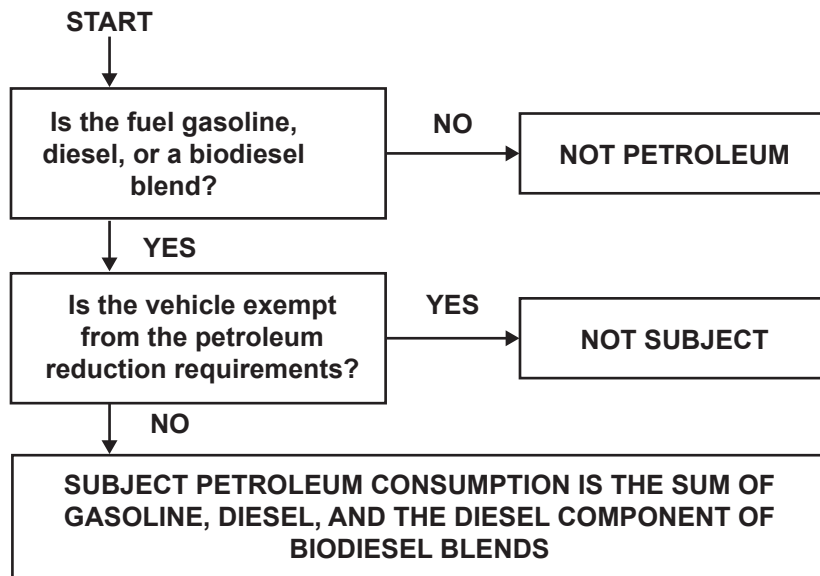 START
Is the fuel gasoline,
diesel, or a biodiesel
blend?
NO
NOT PETROLEUM
YES
Is the vehicle exempt
from the petroleum
reduction requirements?
YES
NOT SUBJECT
NO
SUBJECT PETROLEUM CONSUMPTION IS THE SUM OF
GASOLINE, DIESEL, AND THE DIESEL COMPONENT OF
BIODIESEL BLENDS